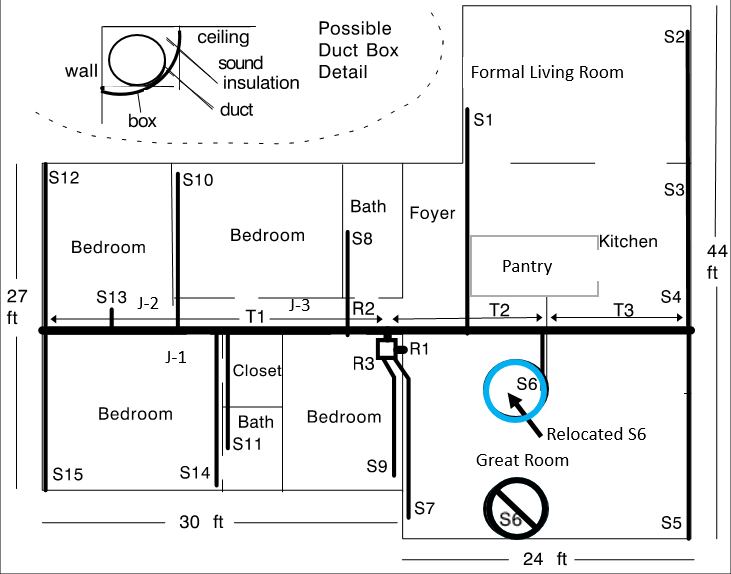 ceiling
wall
sound
insulation
duct
box
Possible
Duct Box
Detail
Formal Living Room
S2
S1
S12
S10
Bath
Foyer
S3
Bedroom
Bedroom
S8
Kitchen
Pantry
44
ft
27
ft
S13
J-2
T1
J-3
R2
T2
T3
S4
J-1
R3
R1
Closet
S6
Bedroom
Bath
S11
Bedroom
Relocated S6
Great Room
S15
S14
S9
S7
S6
S5
30 ft
24 ft